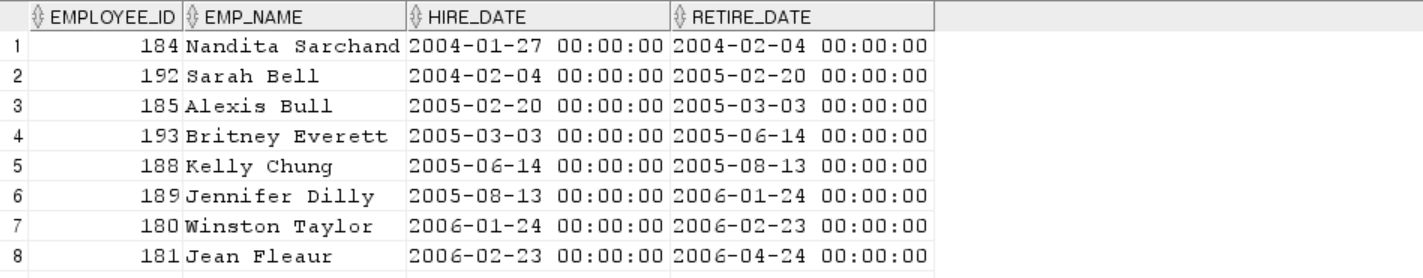 EMPLOYEE_ID EMP_NAME HIRE_DATE RETIRE_DATE
1 184 Nandita Sarchand 2004-01-27 00:00:00 2004-02-04 00:00:00
2 192 Sarah Bell 2004-02-04 00:00:00 2005-02-20 00:00:00
3 185 Alexis Bull 2005-02-20 00:00:00 2005-03-03 00:00:00
4 193 Britney Everett 2005-03-03 00:00:00 2005-06-14 00:00:00
5 188 Kelly Chung 2005-06-14 00:00:00 2005-08-13 00:00:00
6 189 Jennifer Dilly 2005-08-13 00:00:00 2006-01-24 00:00:00
7 180 Winston Taylor 2006-01-24 00:00:00 2006-02-23 00:00:00
8 181 Jean Fleaur 2006-02-23 00:00:00 2006-04-24 00:00:00